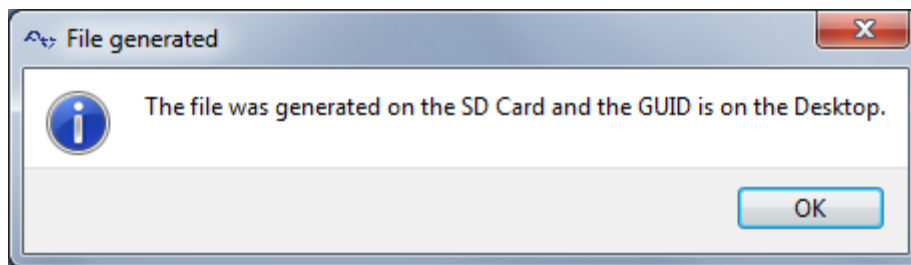 File generated
The file was generated on the SD Card and the GUID is on the Desktop.
OK